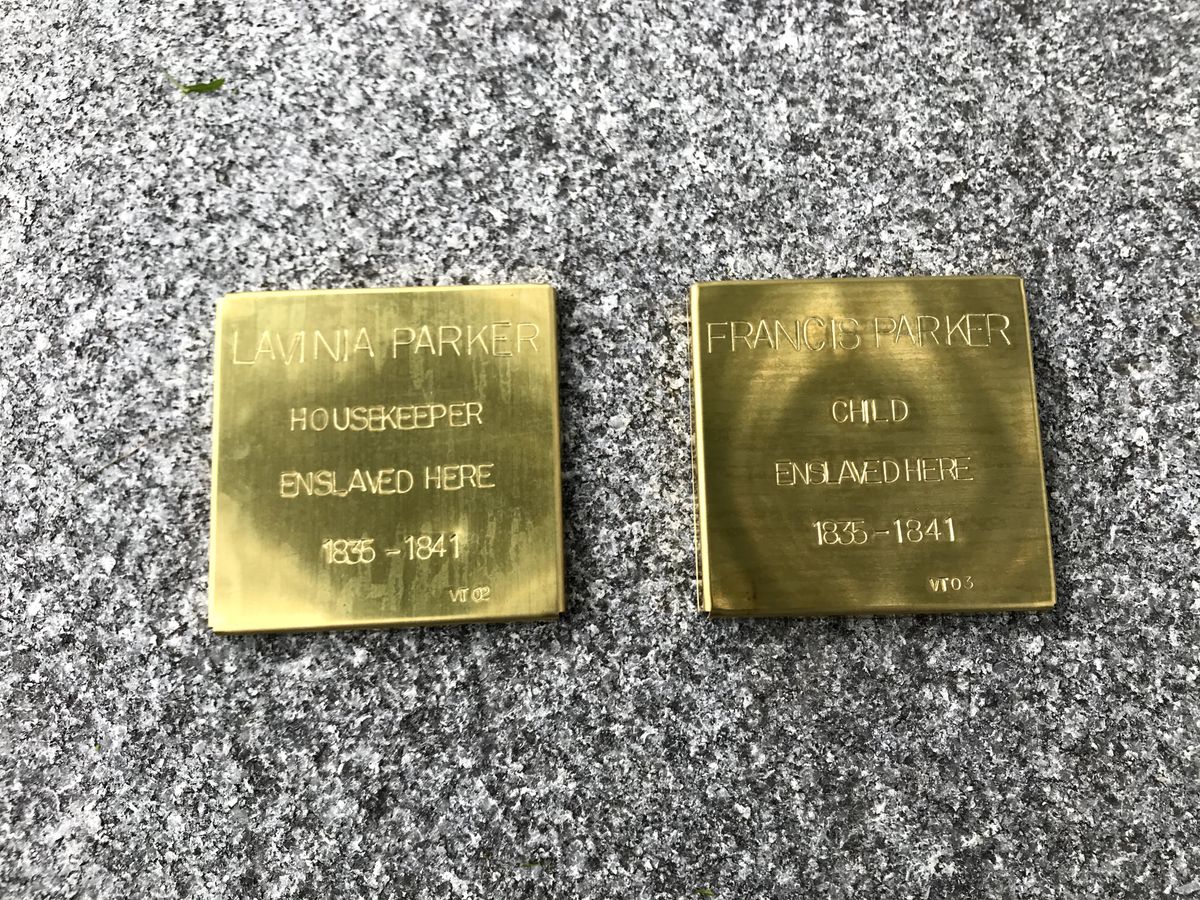 LAVINIA PARKER
HOUSEKEEPER
ENSLAVED HERE
1835 - 1841
VT 02
FRANCIS PARKER
CHILD
ENSLAVED HERE
1835 - 1841
VT 03